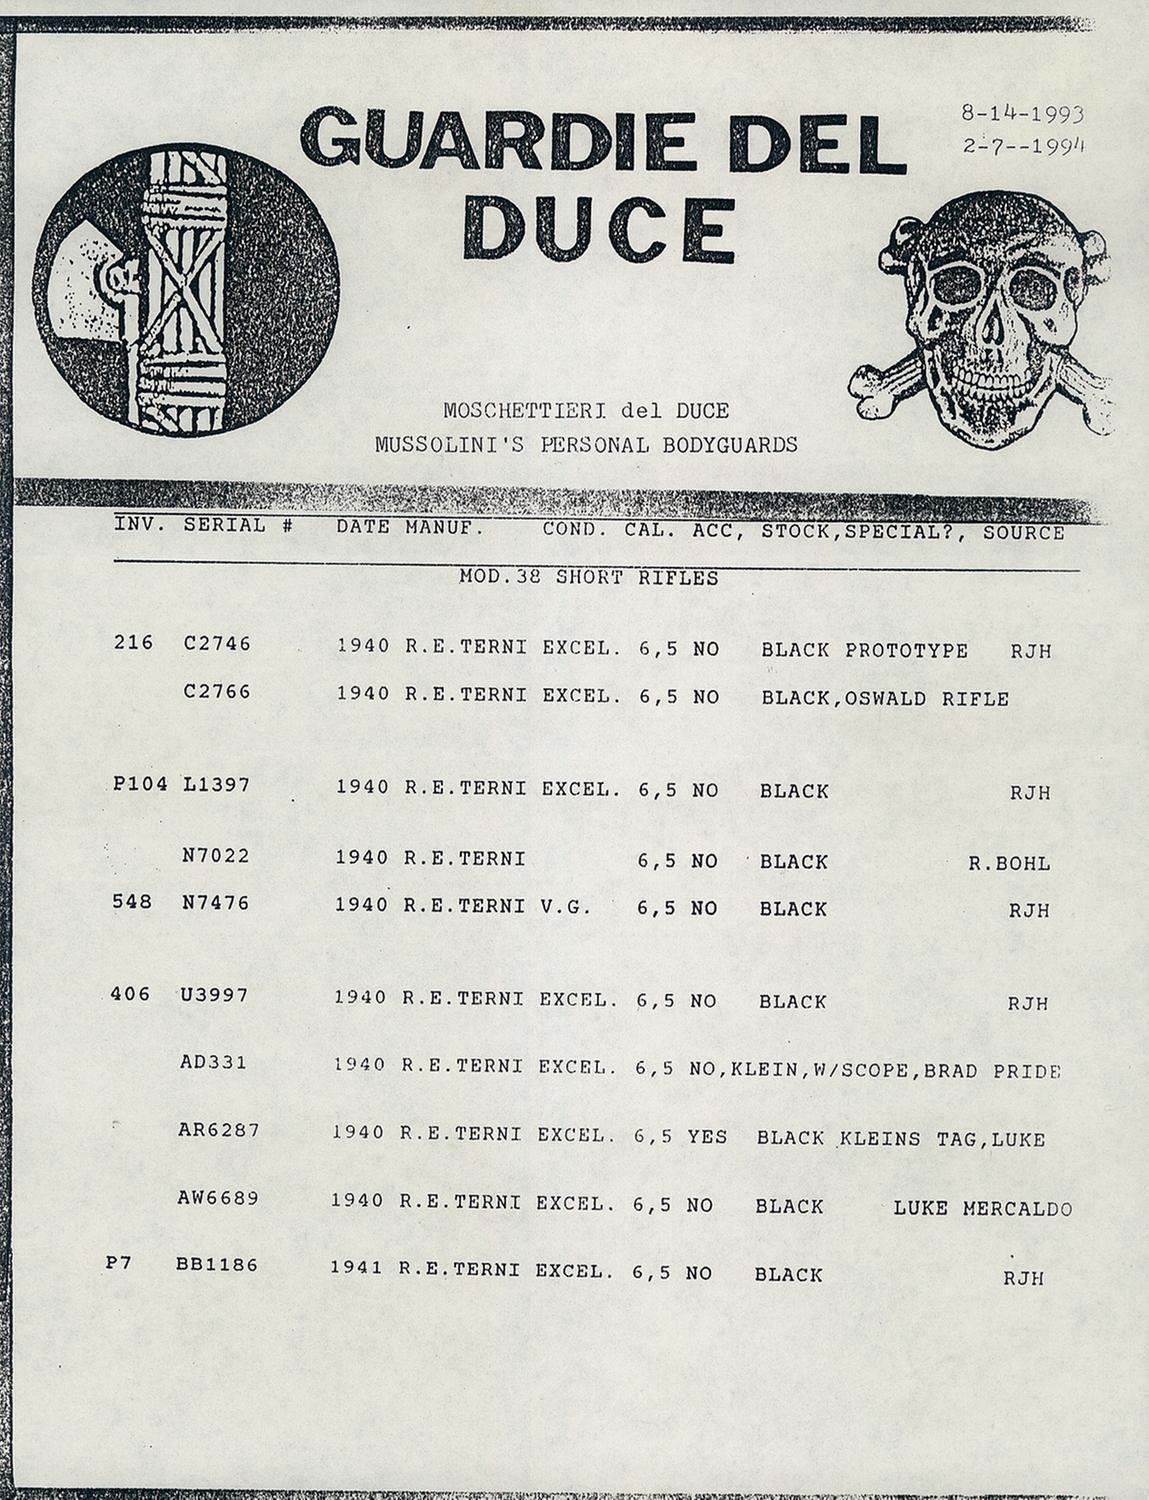 GUARDIE DEL
DUCE
8-14-1993
2-7--1994
MOSCHETTIERI del DUCE
MUSSOLINI'S PERSONAL BODYGUARDS
INV. SERIAL # DATE MANUF. COND. CAL. ACC, STOCK,SPECIAL?, SOURCE
MOD.38 SHORT RIFLES
216 C2746 1940 R.E.TERNI EXCEL. 6,5 NO BLACK PROTOTYPE RJH
C2766 1940 R.E.TERNI EXCEL. 6,5 NO BLACK,OSWALD RIFLE
P104 L1397 1940 R.E.TERNI EXCEL. 6,5 NO BLACK RJH
N7022 1940 R.E.TERNI 6,5 NO BLACK R.BOHL
548 N7476 1940 R.E.TERNI V.G. 6,5 NO BLACK RJH
406 U3997 1940 R.E.TERNI EXCEL. 6,5 NO BLACK RJH
AD331 1940 R.E.TERNI EXCEL. 6,5 NO,KLEIN,W/SCOPE,BRAD PRIDE
AR6287 1940 R.E.TERNI EXCEL. 6,5 YES BLACK KLEINS TAG,LUKE
AW6689 1940 R.E.TERNI EXCEL. 6,5 NO BLACK LUKE MERCALDO
P7 BB1186 1941 R.E.TERNI EXCEL. 6,5 NO BLACK RJH